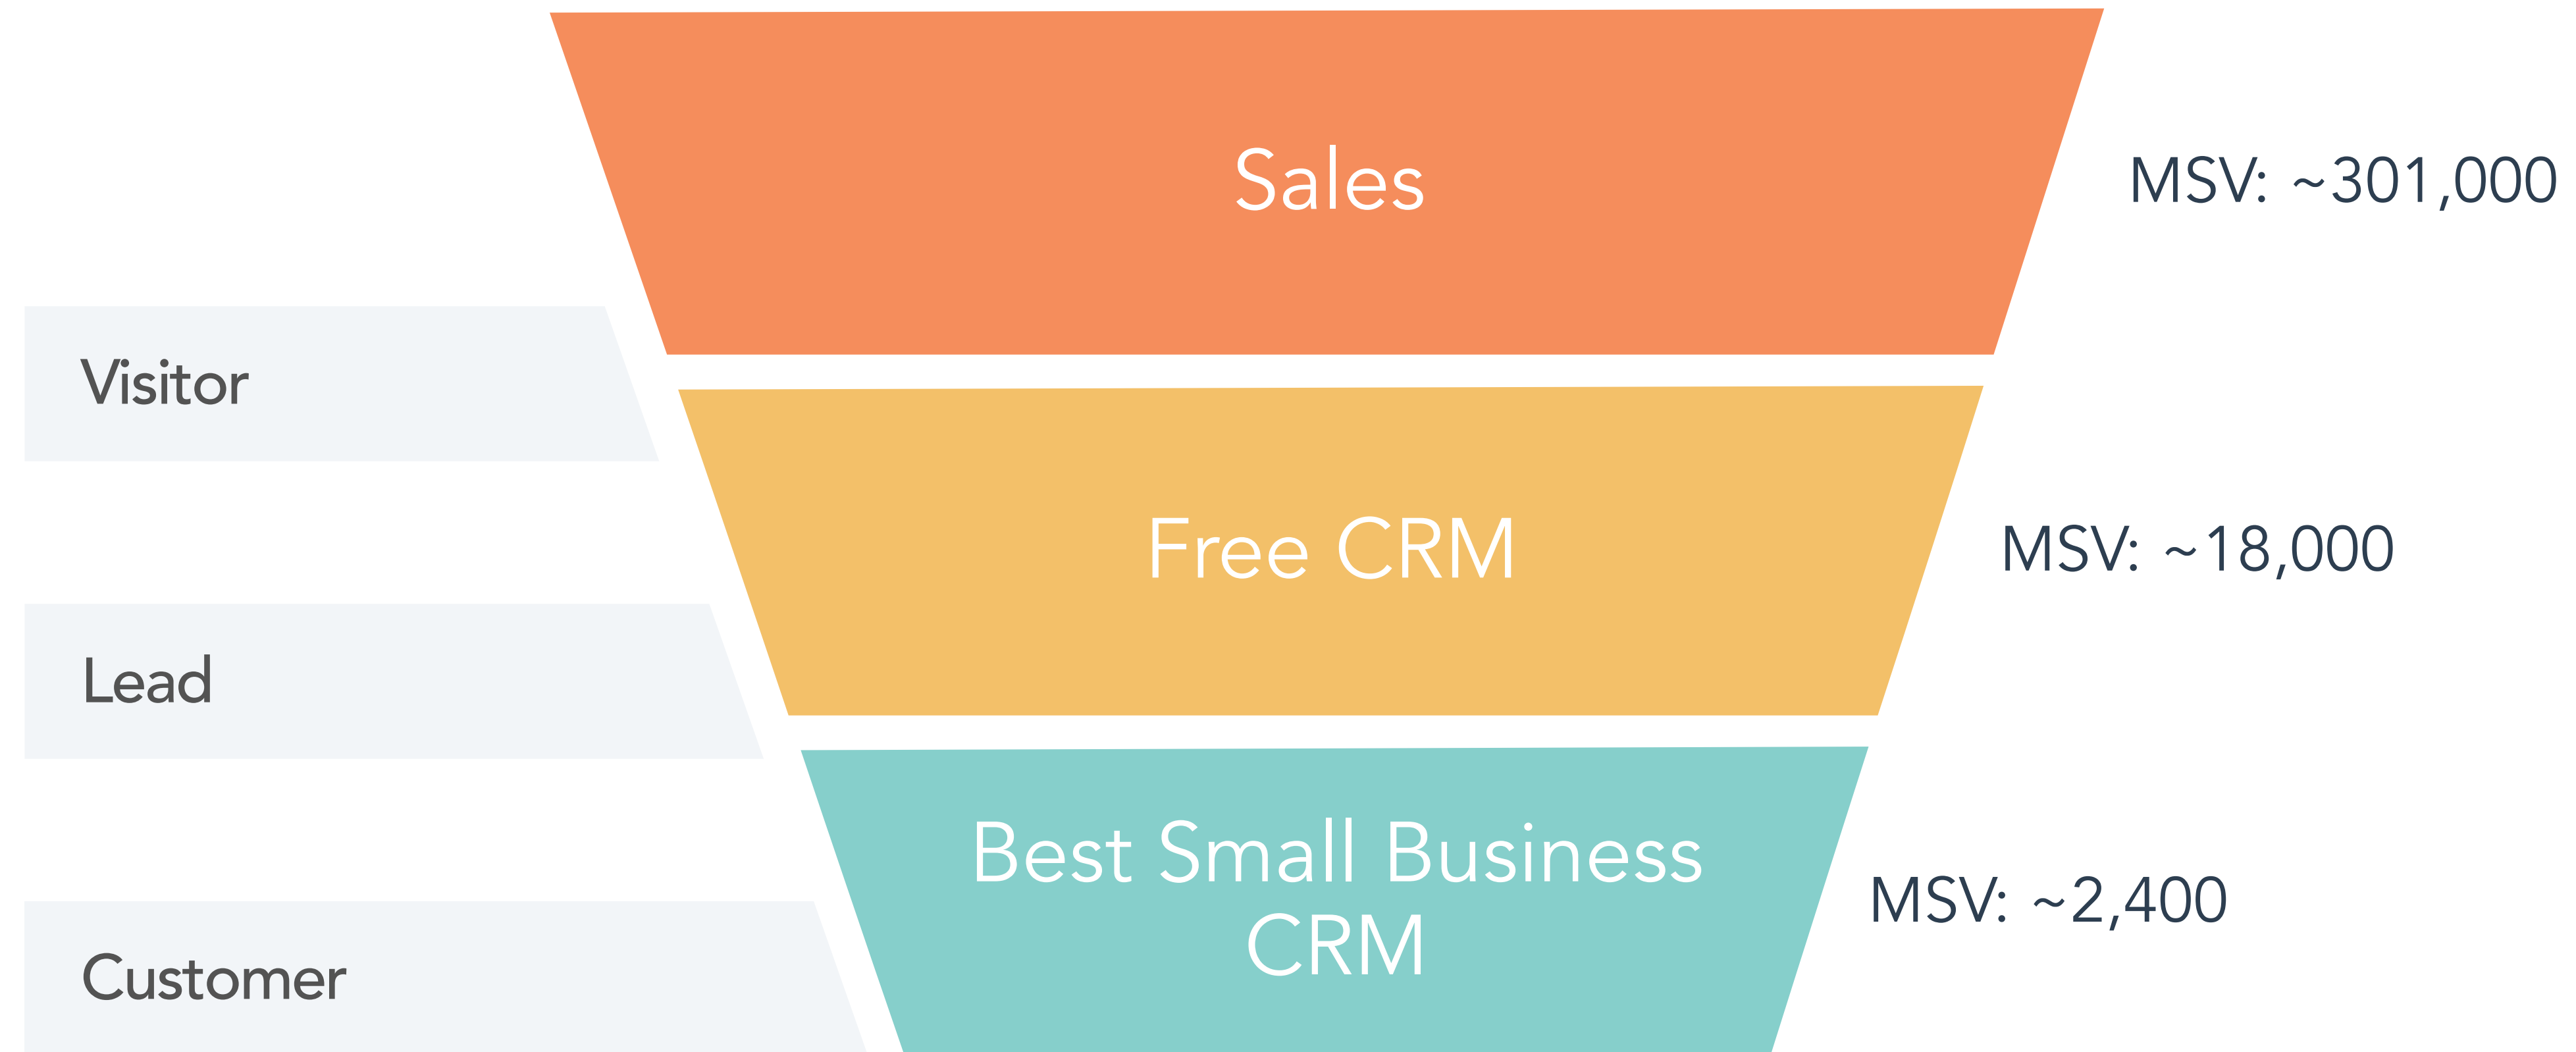 Sales
MSV: ~301,000
Visitor
Free CRM
MSV: ~18,000
Lead
Best Small Business
CRM
MSV: ~2,400
Customer